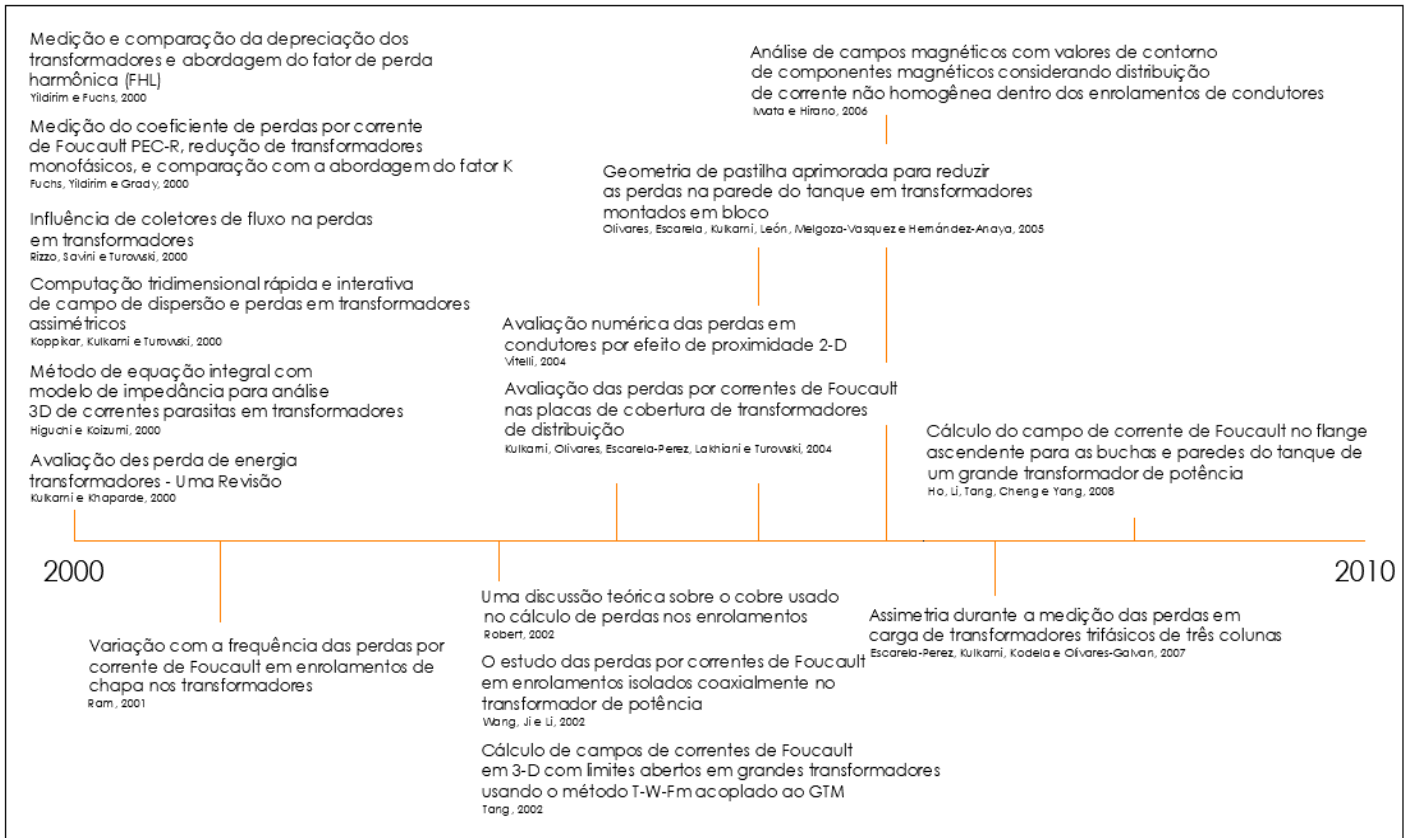 Medição e comparação da depreciação dos
transformadores e abordagem do fator de perda
harmônica (FHL)
Yildirim e Fuchs, 2000
Medição do coeficiente de perdas por corrente
de Foucault PEC-R, redução de transformadores
monofásicos, e comparação com a abordagem do fator K
Fuchs, Yildirim e Grady, 2000
Influência de coletores de fluxo na perdas
em transformadores
Rizzo, Savini e Turowski, 2000
Computação tridimensional rápida e interativa
de campo de dispersão e perdas em transformadores
assimétricos
Koppikar, Kulkarni e Turowski, 2000
Método de equação integral com
modelo de impedância para análise
3D de correntes parasitas em transformadores
Higuchi e Koizumi, 2000
Avaliação des perda de energia
transformadores - Uma Revisão
Kulkarni e Khaparde, 2000
Análise de campos magnéticos com valores de contorno
de componentes magnéticos considerando distribuição
de corrente não homogênea dentro dos enrolamentos de condutores
Iwata e Hirano, 2006
Geometria de pastilha aprimorada para reduzir
as perdas na parede do tanque em transformadores
montados em bloco
Olivares, Escarela, Kulkarni, León, Melgoza-Vasquez e Hernández-Anaya, 2005
Avaliação numérica das perdas em
condutores por efeito de proximidade 2-D
Vitelli, 2004
Avaliação das perdas por correntes de Foucault
nas placas de cobertura de transformadores
de distribuição
Kulkarni, Olivares, Escarela-Perez, Lakhiani e Turowski, 2004
Cálculo do campo de corrente de Foucault no flange
ascendente para as buchas e paredes do tanque de
um grande transformador de potência
Ho, Li, Tang, Cheng e Yang, 2008
2000
2010
Variação com a frequência das perdas por
corrente de Foucault em enrolamentos de
chapa nos transformadores
Ram, 2001
Uma discussão teórica sobre o cobre usado
no cálculo de perdas nos enrolamentos
Robert, 2002
O estudo das perdas por correntes de Foucault
em enrolamentos isolados coaxialmente no
transformador de potência
Wang, Ji e Li, 2002
Cálculo de campos de correntes de Foucault
em 3-D com limites abertos em grandes transformadores
usando o método T-W-Fm acoplado ao GTM
Tang, 2002
Assimetria durante a medição das perdas em
carga de transformadores trifásicos de três colunas
Escarela-Perez, Kulkarni, Kodela e Olivares-Galvan, 2007